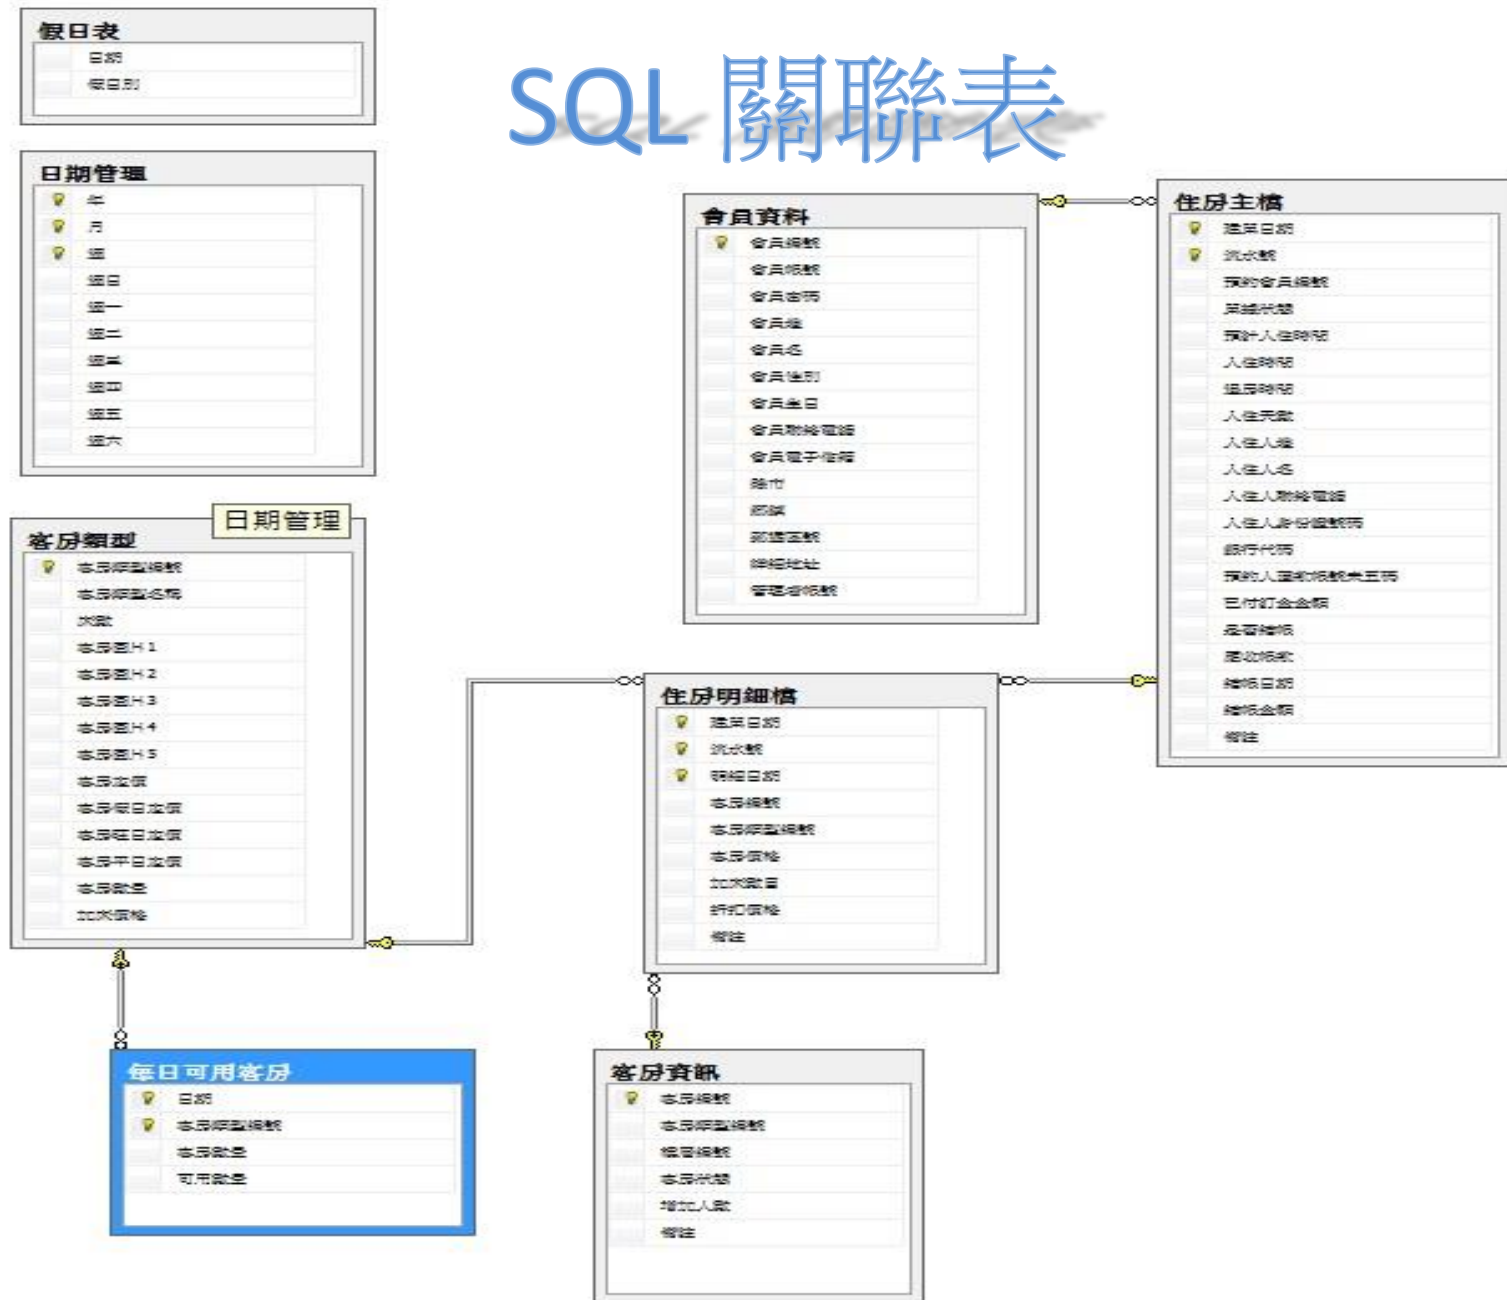 SQL 關聯表
假日表
日期
假日別
日期管理
年
月
週
週日
週一
週二
週三
週四
週五
週六
日期管理
客房類型
客房類型編號
客房類型名稱
床數
客房圖片1
客房圖片2
客房圖片3
客房圖片4
客房圖片5
客房定價
客房假日定價
客房旺日定價
客房平日定價
客房數量
加床價格
每日可用客房
日期
客房類型編號
客房數量
可用數量
會員資料
會員編號
會員帳號
會員密碼
會員姓
會員名
會員性別
會員生日
會員聯絡電話
會員電子信箱
縣市
鄉鎮
郵遞區號
詳細地址
管理者帳號
住房明細檔
建單日期
流水號
明細日期
客房編號
客房類型編號
客房價格
加床數目
折扣價格
備註
客房資訊
客房編號
客房類型編號
樓層編號
客房狀態
增加人數
備註
住房主檔
建單日期
流水號
預約會員編號
單據狀態
預計入住時間
入住時間
退房時間
入住天數
入住人姓
入住人名
入住人聯絡電話
入住人身份證號碼
銀行代碼
預約人匯款帳號末五碼
已付訂金金額
是否結帳
應收帳款
結帳日期
結帳金額
備註